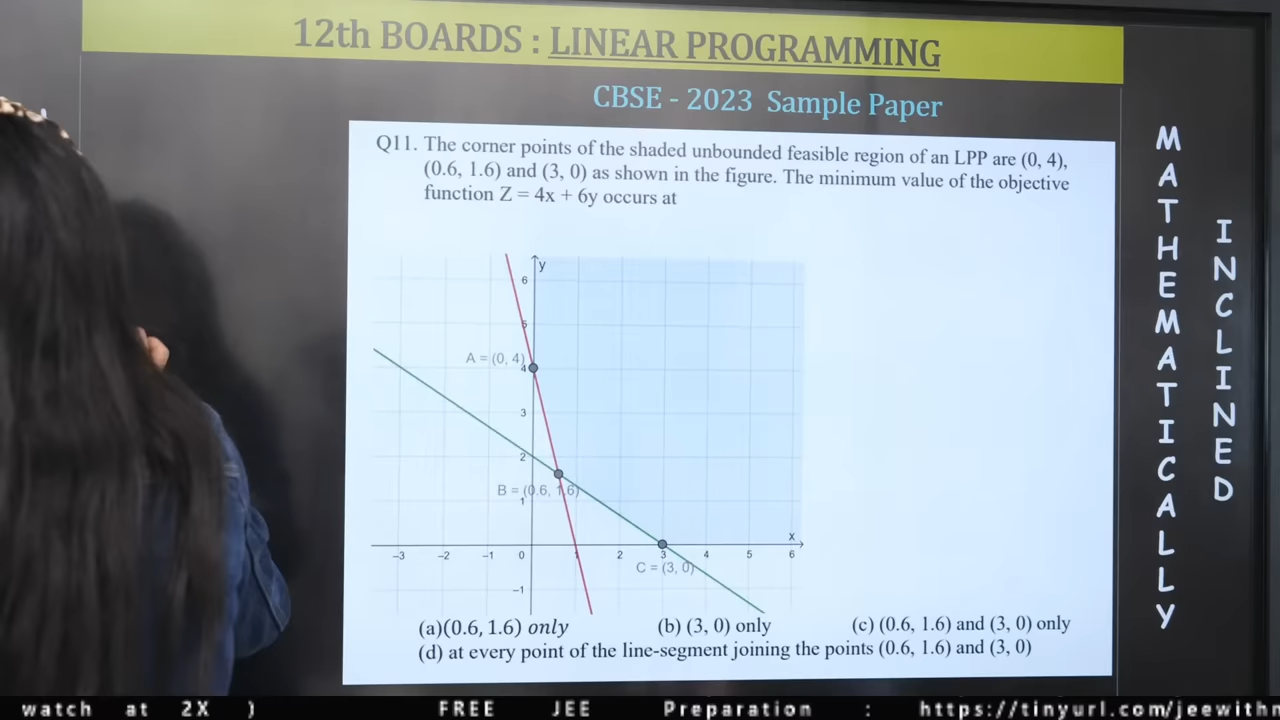 12th BOARDS : LINEAR PROGRAMMING
CBSE - 2023 Sample Paper
Q11. The corner points of the shaded unbounded feasible region of an LPP are (0, 4),
(0.6, 1.6) and (3, 0) as shown in the figure. The minimum value of the objective
function Z = 4x + 6y occurs at
y
6
5
A = (0, 4)
4
3
2
B = (0.6, 1.6)
1
x
−3 −2 −1 0 1 2 3 4 5 6
C = (3, 0)
−1
(a)(0.6, 1.6) only (b) (3, 0) only (c) (0.6, 1.6) and (3, 0) only
(d) at every point of the line-segment joining the points (0.6, 1.6) and (3, 0)
MATHEMATICALLY
INCLINED
watch at 2X ) FREE JEE Preparation : https://tinyurl.com/jeewithn